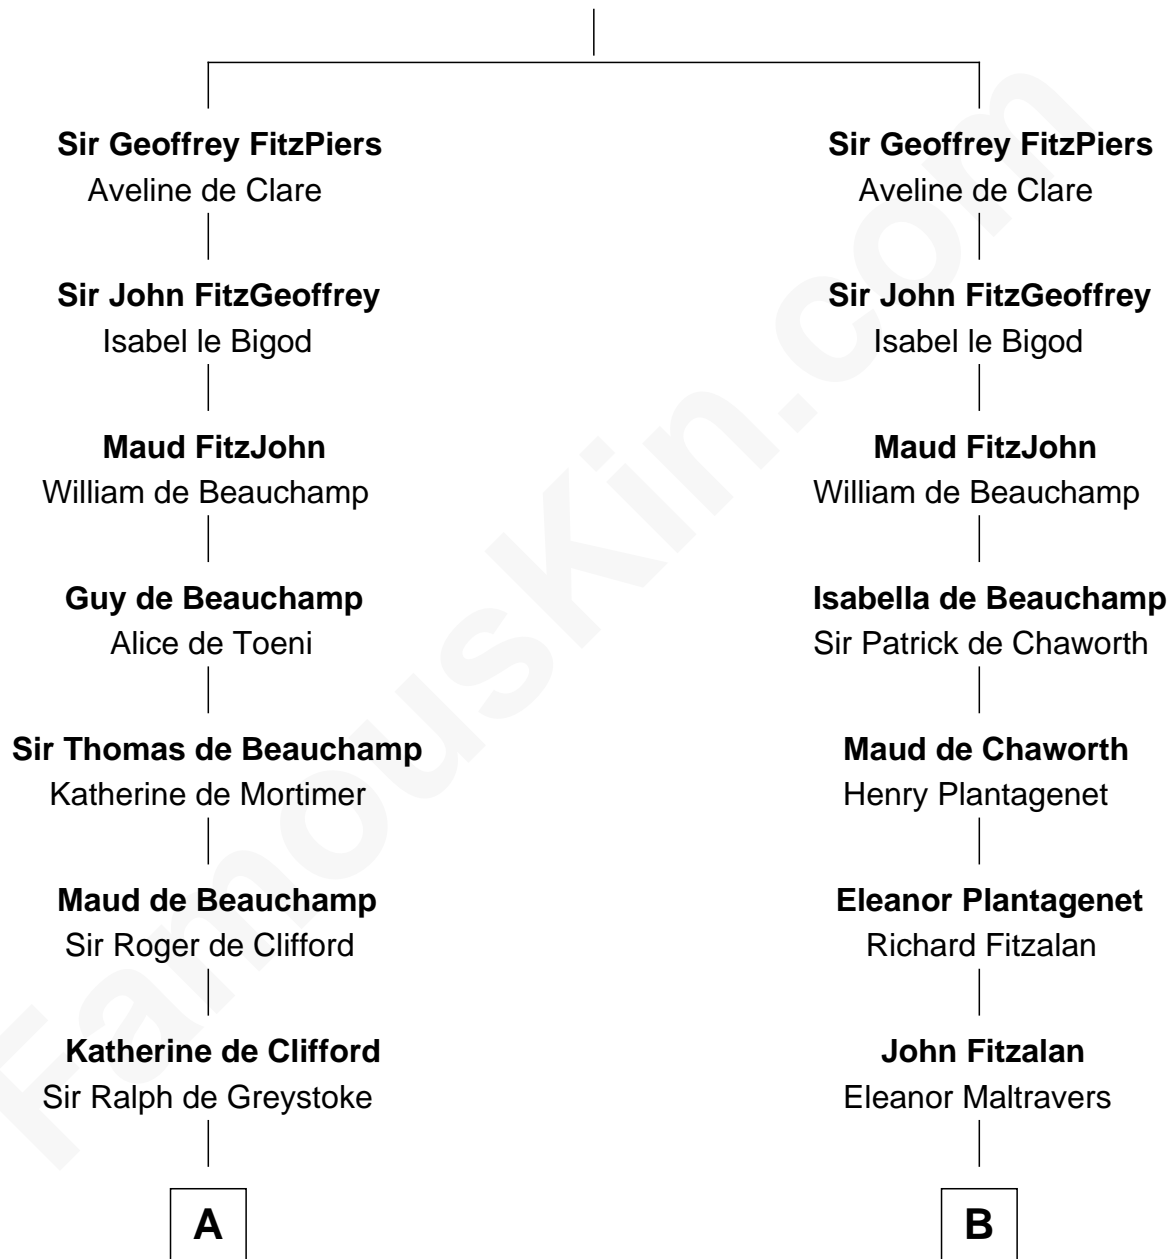 Sir Geoffrey FitzPiers
Aveline de Clare
Sir John FitzGeoffrey
Isabel le Bigod
Maud FitzJohn
William de Beauchamp
Guy de Beauchamp
Alice de Toeni
Sir Thomas de Beauchamp
Katherine de Mortimer
Maud de Beauchamp
Sir Roger de Clifford
Katherine de Clifford
Sir Ralph de Greystoke
A
Sir Geoffrey FitzPiers
Aveline de Clare
Sir John FitzGeoffrey
Isabel le Bigod
Maud FitzJohn
William de Beauchamp
Isabella de Beauchamp
Sir Patrick de Chaworth
Maud de Chaworth
Henry Plantagenet
Eleanor Plantagenet
Richard Fitzalan
John Fitzalan
Eleanor Maltravers
B
FamousKin.com